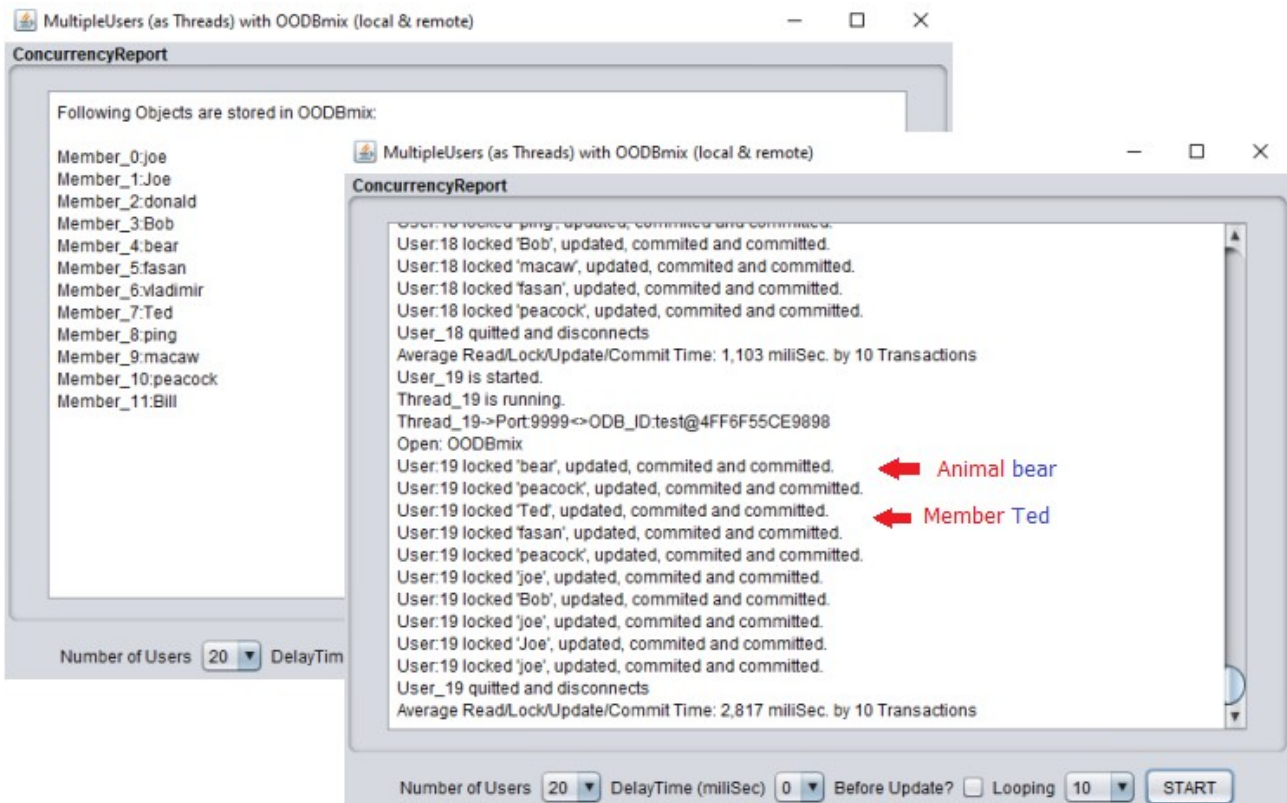 MultipleUsers (as Threads) with OODBmix (local & remote)
ConcurrencyReport
Following Objects are stored in OODBmix:
Member_0:joe
Member_1:Joe
Member_2:donald
Member_3:Bob
Member_4:bear
Member_5:fasan
Member_6:vladimir
Member_7:Ted
Member_8:ping
Member_9:macaw
Member_10:peacock
Member_11:Bill
Number of Users 20 DelayTim
MultipleUsers (as Threads) with OODBmix (local & remote)
ConcurrencyReport
User:18 locked 'ping', updated, commited and committed.
User:18 locked 'Bob', updated, commited and committed.
User:18 locked 'macaw', updated, commited and committed.
User:18 locked 'fasan', updated, commited and committed.
User:18 locked 'peacock', updated, commited and committed.
User_18 quitted and disconnects
Average Read/Lock/Update/Commit Time: 1,103 miliSec. by 10 Transactions
User_19 is started.
Thread_19 is running.
Thread_19->Port:9999<>ODB_ID:test@4FF6F55CE9898
Open: OODBmix
User:19 locked 'bear', updated, commited and committed.
Animal bear
User:19 locked 'peacock', updated, commited and committed.
User:19 locked 'Ted', updated, commited and committed.
Member Ted
User:19 locked 'fasan', updated, commited and committed.
User:19 locked 'peacock', updated, commited and committed.
User:19 locked 'joe', updated, commited and committed.
User:19 locked 'Bob', updated, commited and committed.
User:19 locked 'joe', updated, commited and committed.
User:19 locked 'Joe', updated, commited and committed.
User:19 locked 'joe', updated, commited and committed.
User_19 quitted and disconnects
Average Read/Lock/Update/Commit Time: 2,817 miliSec. by 10 Transactions
Number of Users 20 DelayTime (miliSec) 0 Before Update? Looping 10 START